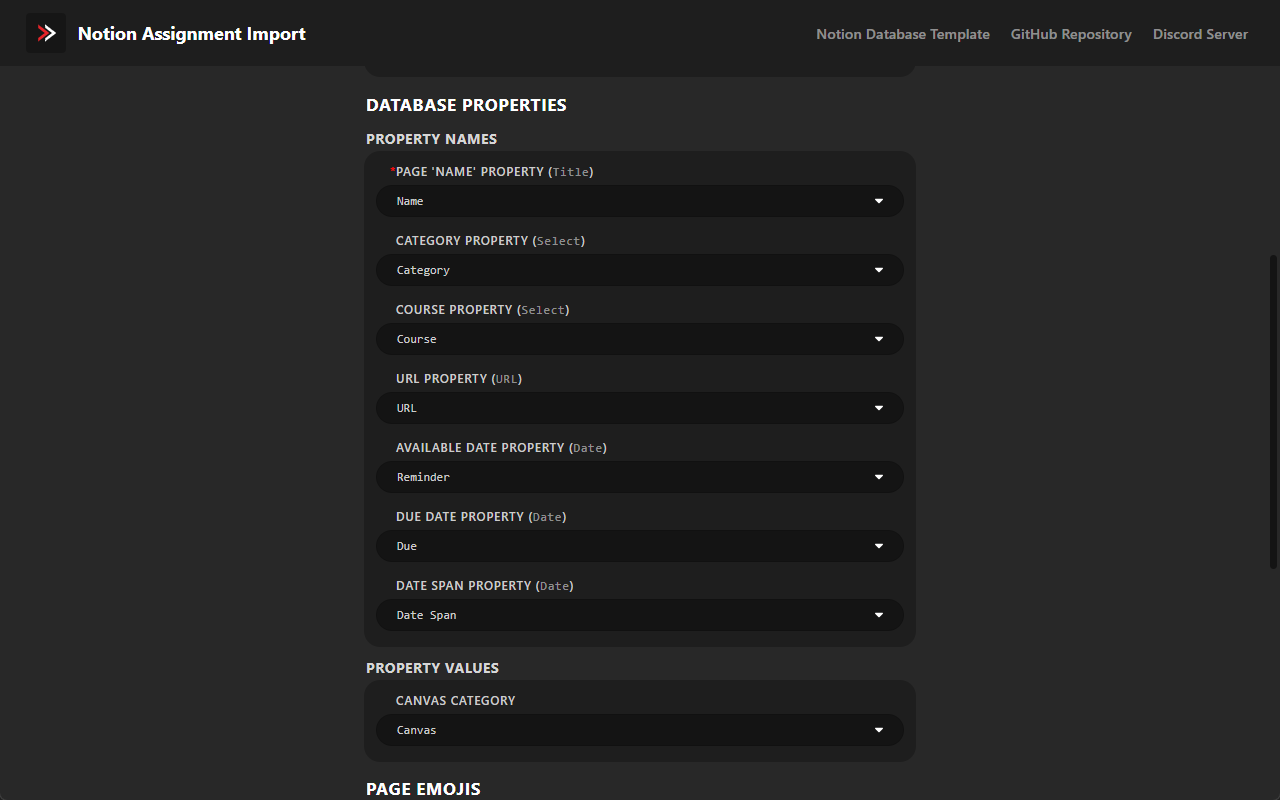 Notion Assignment Import
Notion Database Template
GitHub Repository
Discord Server
DATABASE PROPERTIES
PROPERTY NAMES
*PAGE 'NAME' PROPERTY (Title)
Name
CATEGORY PROPERTY (Select)
Category
COURSE PROPERTY (Select)
Course
URL PROPERTY (URL)
URL
AVAILABLE DATE PROPERTY (Date)
Reminder
DUE DATE PROPERTY (Date)
Due
DATE SPAN PROPERTY (Date)
Date Span
PROPERTY VALUES
CANVAS CATEGORY
Canvas
PAGE EMOJIS